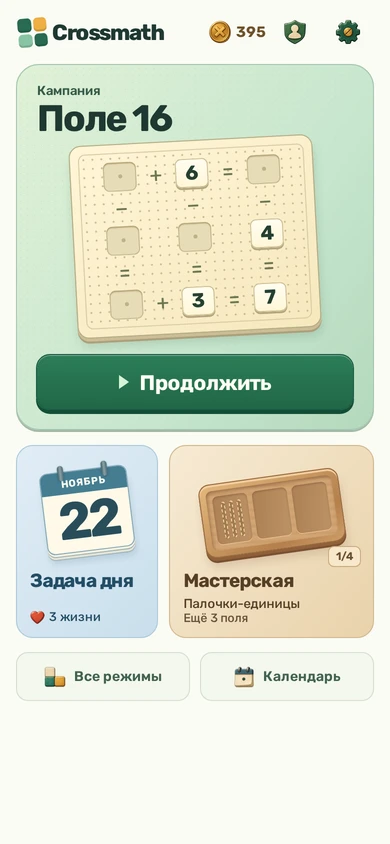 Crossmath
395
Кампания
Поле 16
+ 6 =
− − −
4
= = =
+ 3 = 7
Продолжить
НОЯБРЬ
22
Задача дня
3 жизни
1/4
Мастерская
Палочки-единицы
Ещё 3 поля
Все режимы
Календарь